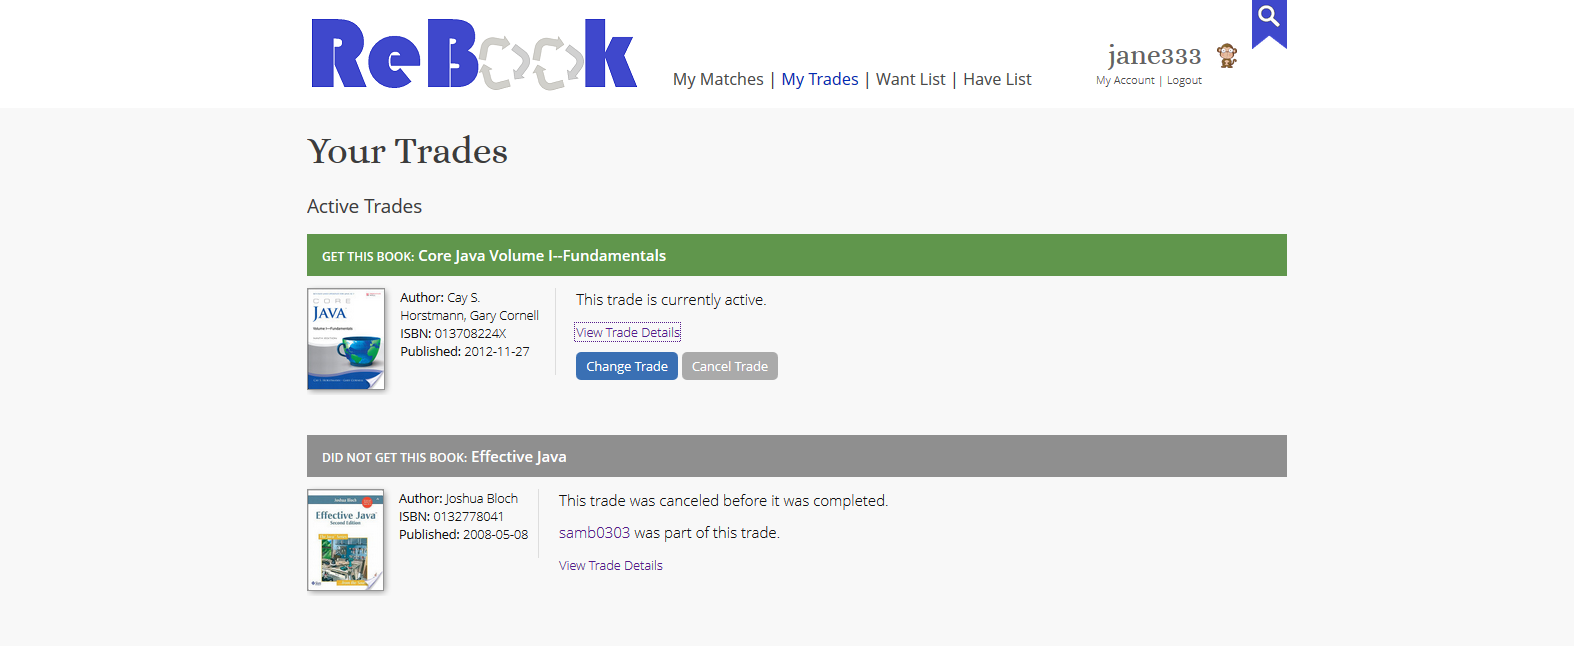 ReBook
My Matches | My Trades | Want List | Have List
jane333
My Account | Logout
Your Trades
Active Trades
GET THIS BOOK: Core Java Volume I--Fundamentals
CORE
JAVA
Volume I—Fundamentals
Author: Cay S.
Horstmann, Gary Cornell
ISBN: 013708224X
Published: 2012-11-27
This trade is currently active.
View Trade Details
Change Trade Cancel Trade
DID NOT GET THIS BOOK: Effective Java
Joshua Bloch
Effective Java
Second Edition
Author: Joshua Bloch
ISBN: 0132778041
Published: 2008-05-08
This trade was canceled before it was completed.
samb0303 was part of this trade.
View Trade Details